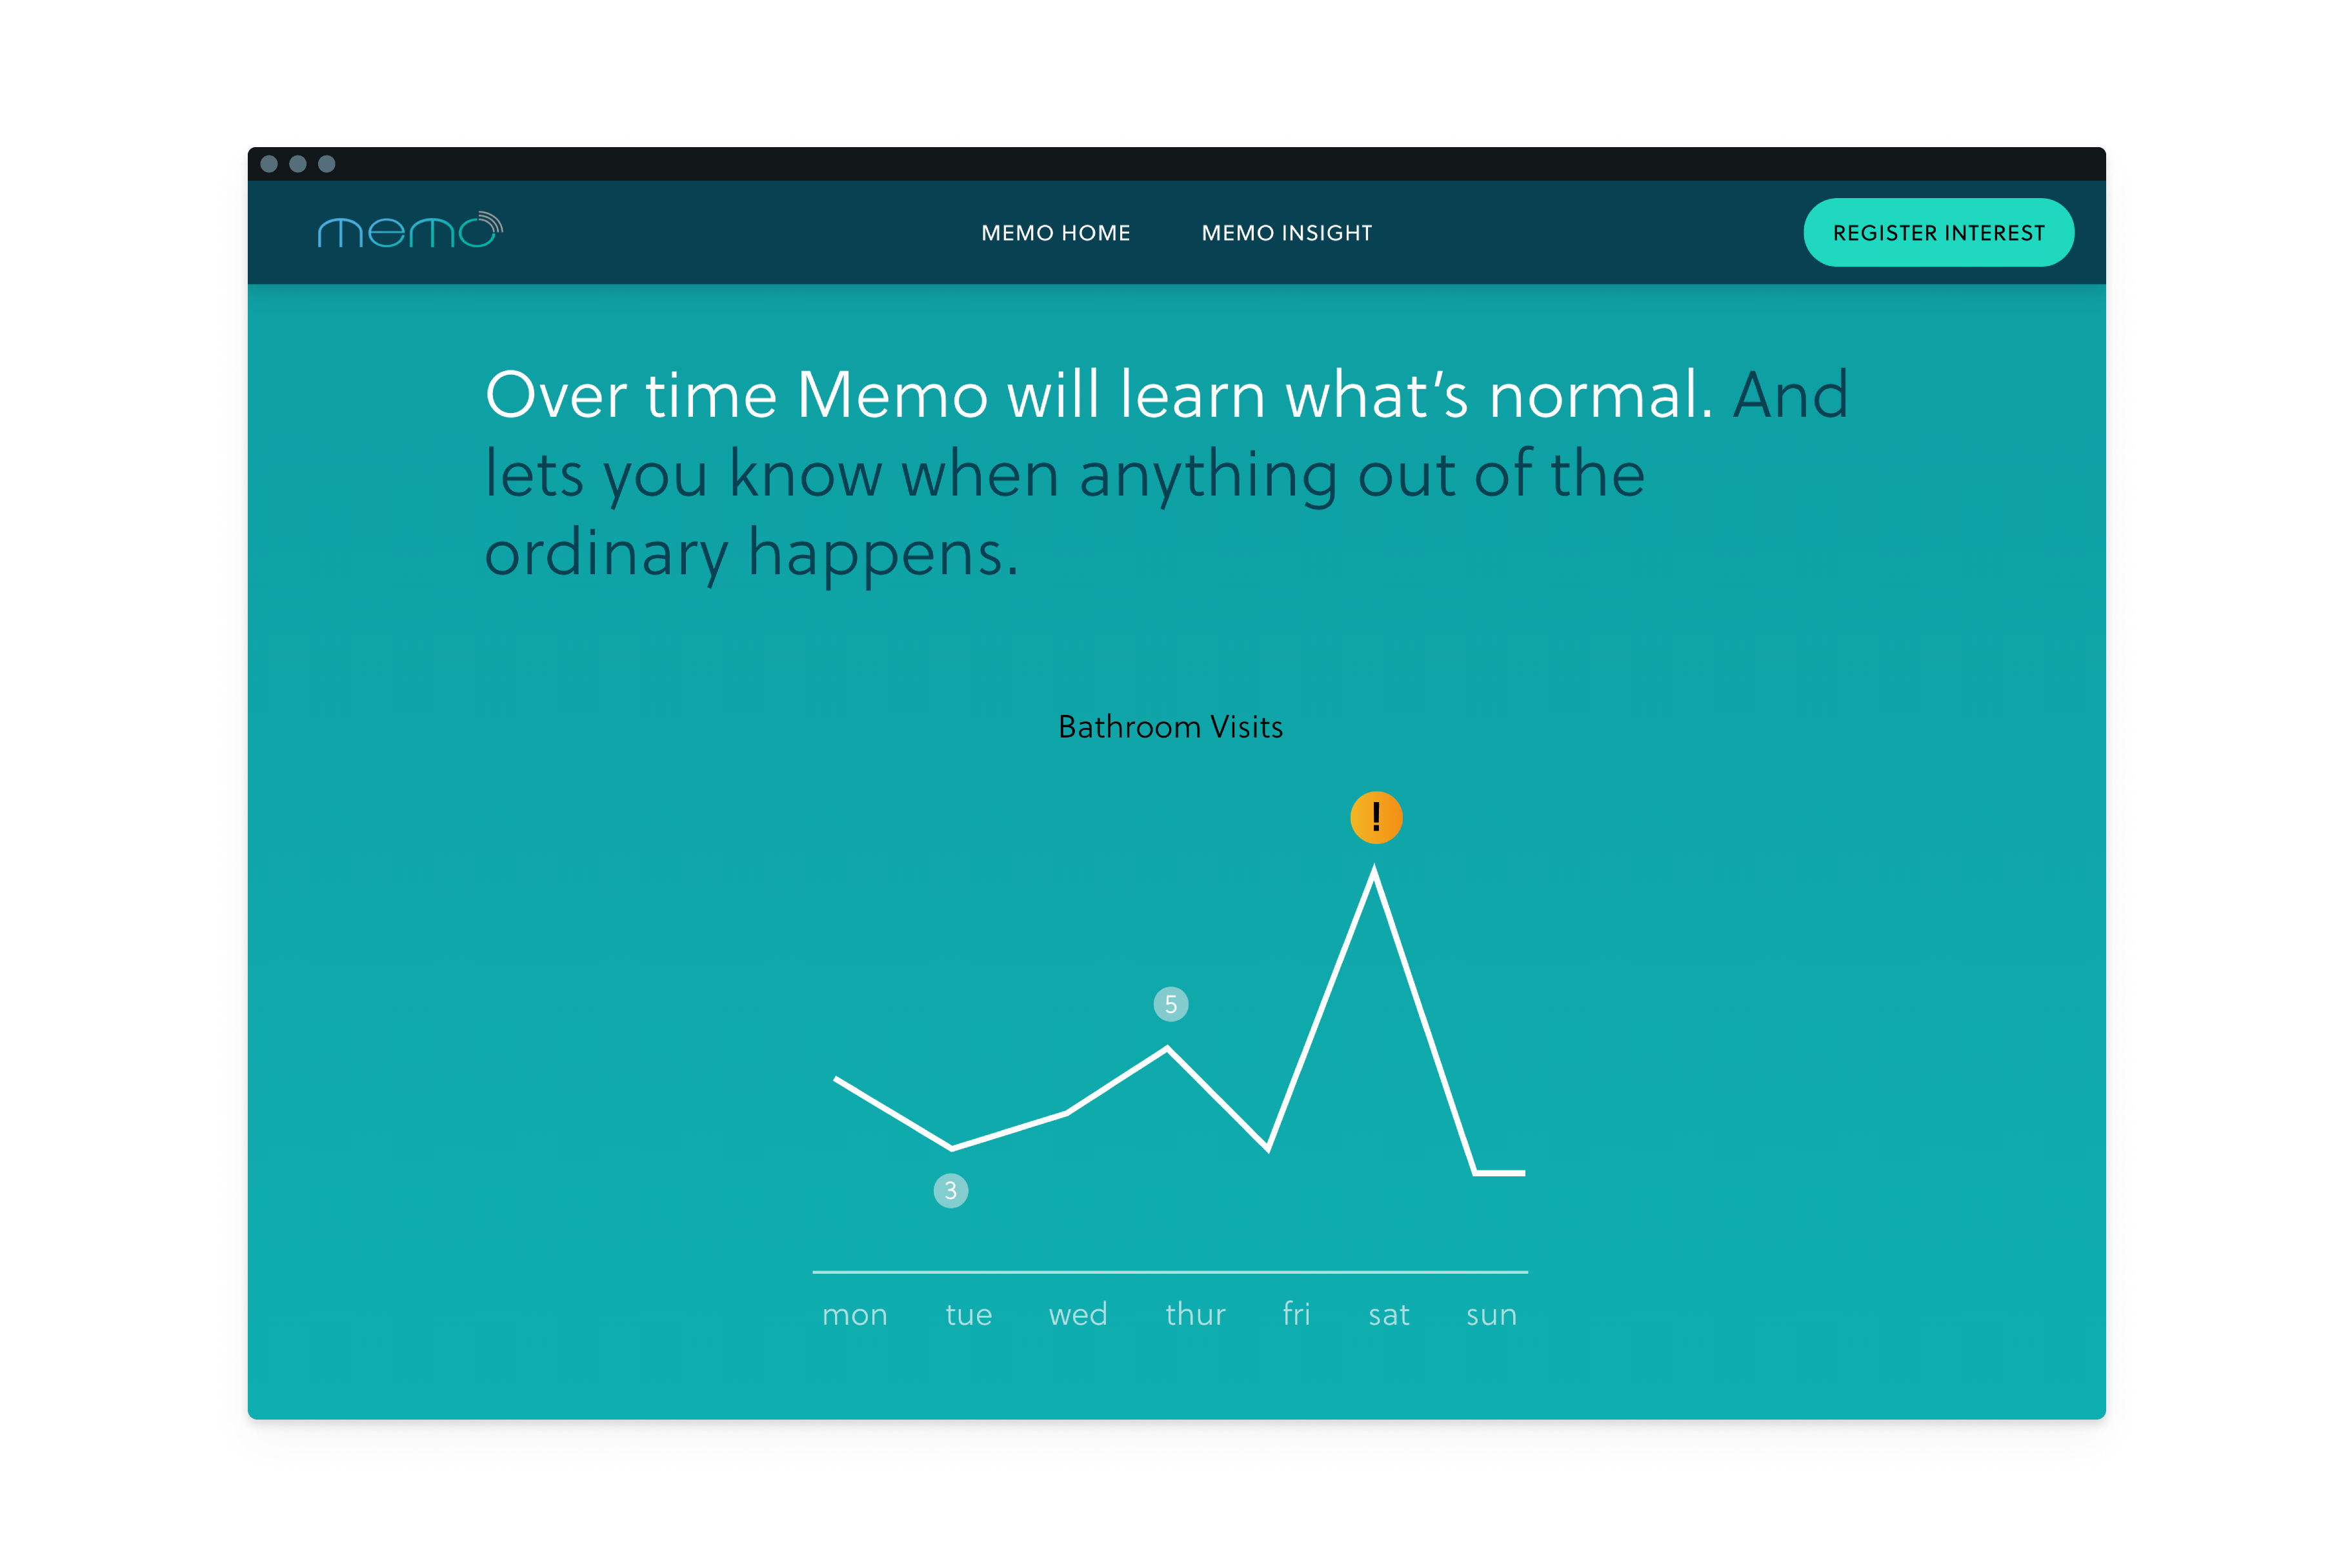 memo
MEMO HOME
MEMO INSIGHT
REGISTER INTEREST
Over time Memo will learn what’s normal. And
lets you know when anything out of the
ordinary happens.
Bathroom Visits
!
5
3
mon tue wed thur fri sat sun